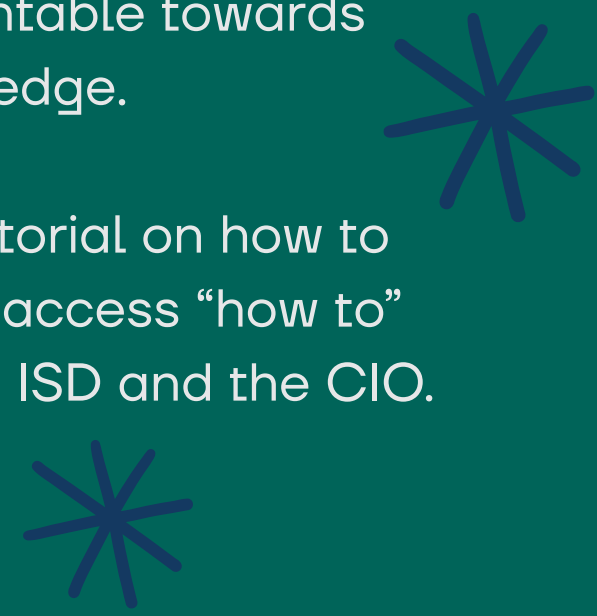 ntable towards
edge.
torial on how to
access “how to”
ISD and the CIO.